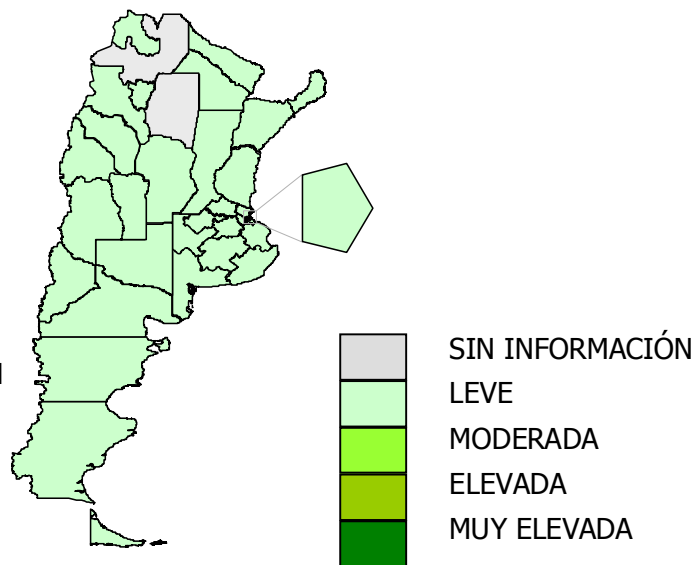 SIN INFORMACIÓN
LEVE
MODERADA
ELEVADA
MUY ELEVADA